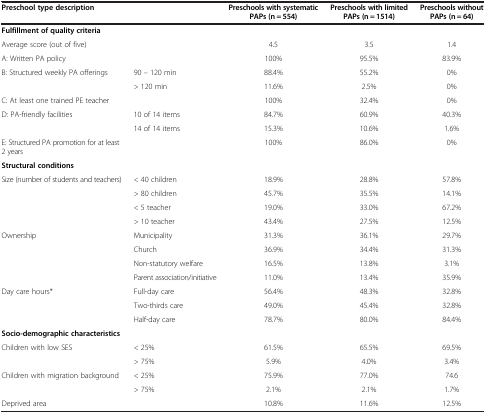 Preschool type description Preschools with systematic PAPs (n = 554) Preschools with limited PAPs (n = 1514) Preschools without PAPs (n = 64)
Fulfillment of quality criteria
Average score (out of five) 4.5 3.5 1.4
A: Written PA policy 100% 95.5% 83.9%
B: Structured weekly PA offerings 90 – 120 min 88.4% 55.2% 0%
> 120 min 11.6% 2.5% 0%
C: At least one trained PE teacher 100% 32.4% 0%
D: PA-friendly facilities 10 of 14 items 84.7% 60.9% 40.3%
14 of 14 items 15.3% 10.6% 1.6%
E: Structured PA promotion for at least 2 years 100% 86.0% 0%
Structural conditions
Size (number of students and teachers) < 40 children 18.9% 28.8% 57.8%
> 80 children 45.7% 35.5% 14.1%
< 5 teacher 19.0% 33.0% 67.2%
> 10 teacher 43.4% 27.5% 12.5%
Ownership Municipality 31.3% 36.1% 29.7%
Church 36.9% 34.4% 31.3%
Non-statutory welfare 16.5% 13.8% 3.1%
Parent association/initiative 11.0% 13.4% 35.9%
Day care hours* Full-day care 56.4% 48.3% 32.8%
Two-thirds care 49.0% 45.4% 32.8%
Half-day care 78.7% 80.0% 84.4%
Socio-demographic characteristics
Children with low SES < 25% 61.5% 65.5% 69.5%
> 75% 5.9% 4.0% 3.4%
Children with migration background < 25% 75.9% 77.0% 74.6
> 75% 2.1% 2.1% 1.7%
Deprived area 10.8% 11.6% 12.5%